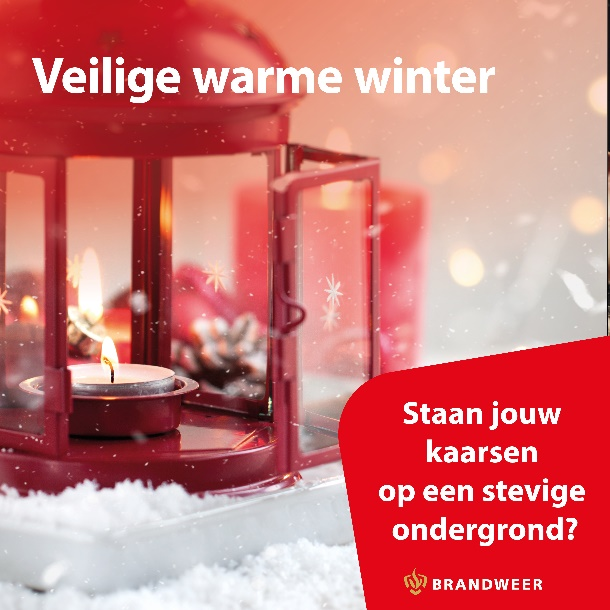 Veilige warme winter
Staan jouw
kaarsen
op een stevige
ondergrond?
BRANDWEER